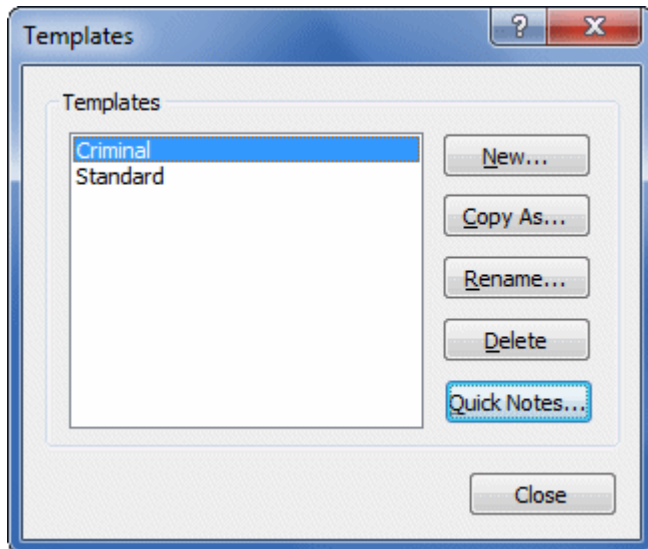 Templates
?
Templates
Criminal
Standard
New...
Copy As...
Rename...
Delete
Quick Notes...
Close